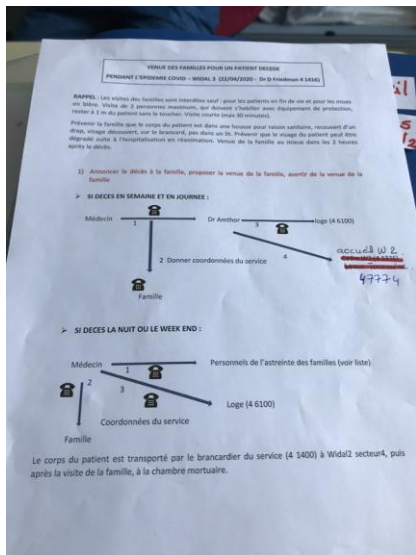 VENUE DES FAMILLES POUR UN PATIENT DECEDE
PENDANT L'EPIDEMIE COVID – WIDAL 2 (22/04/2020 - Dr D Friedman 4 1416)
RAPPEL : Les visites des familles sont interdites sauf : pour les patients en fin de vie et pour les mises
en bière. Visite de 2 personnes maximum, qui doivent s'habiller avec équipement de protection,
rester à 1 m du patient sans le toucher. Visite courte (max 30 minutes).
Prévenir la famille que le corps du patient est dans une housse pour raison sanitaire, recouvert d'un
drap, visage découvert, sur le brancard, pas dans un lit. Prévenir que le visage du patient peut être
dégradé suite à l'hospitalisation en réanimation. Venue de la famille au mieux dans les 2 heures
après le décès.
1) Annoncer le décès à la famille, proposer la venue de la famille, avertir de la venue de la
famille
➢ SI DECES EN SEMAINE ET EN JOURNEE :
Médecin 1 Dr Amthor 3 loge (4 6100)
4 accueil W 2
2 Donner coordonnées du service
47774
Famille
➢ SI DECES LA NUIT OU LE WEEK END :
Médecin 1 Personnels de l'astreinte des familles (voir liste)
2 3
Loge (4 6100)
Coordonnées du service
Famille
Le corps du patient est transporté par le brancardier du service (4 1400) à Widal2 secteur4, puis
après la visite de la famille, à la chambre mortuaire.